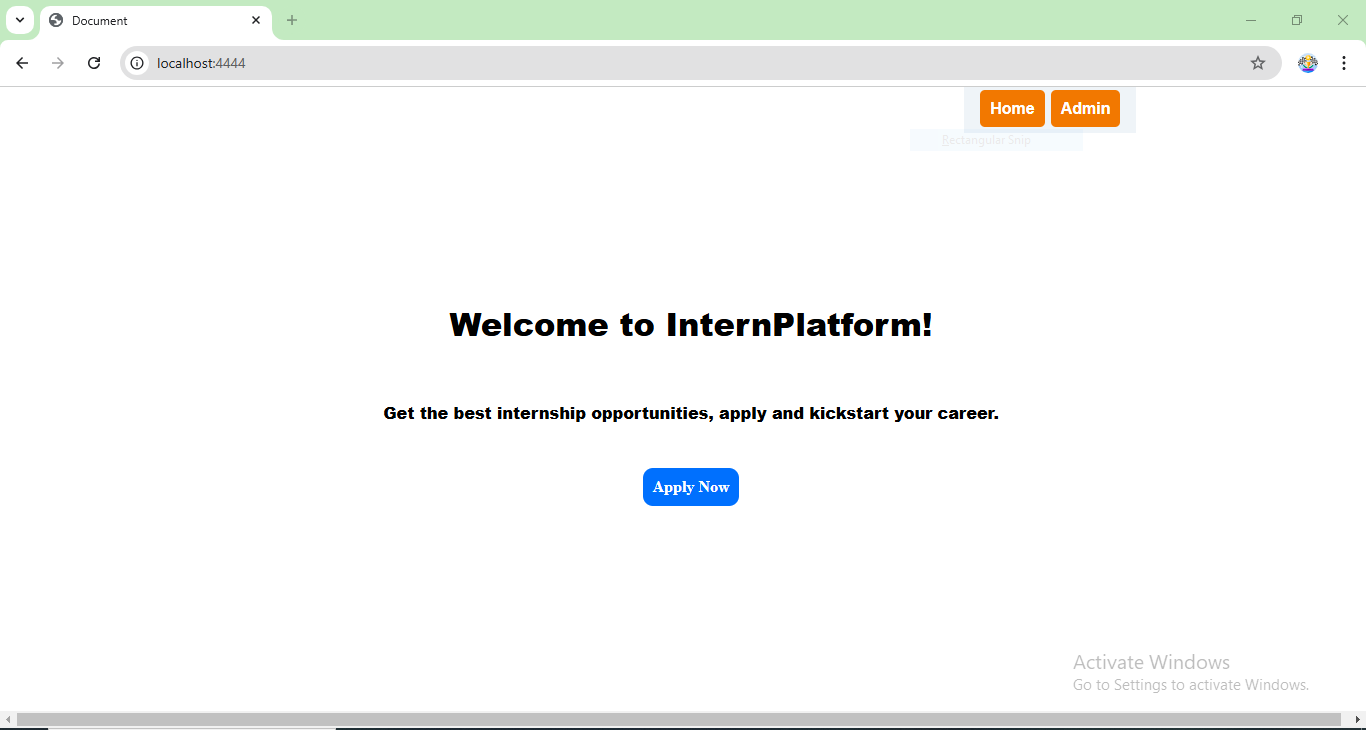 Document
localhost:4444
Home Admin
Rectangular Snip
Welcome to InternPlatform!
Get the best internship opportunities, apply and kickstart your career.
Apply Now
Activate Windows
Go to Settings to activate Windows.